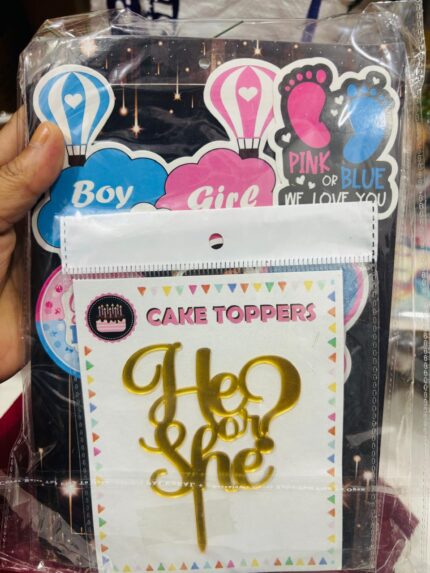 Boy
Girl
PINK
OR BLUE
WE LOVE YOU
CAKE TOPPERS
He
or
She?